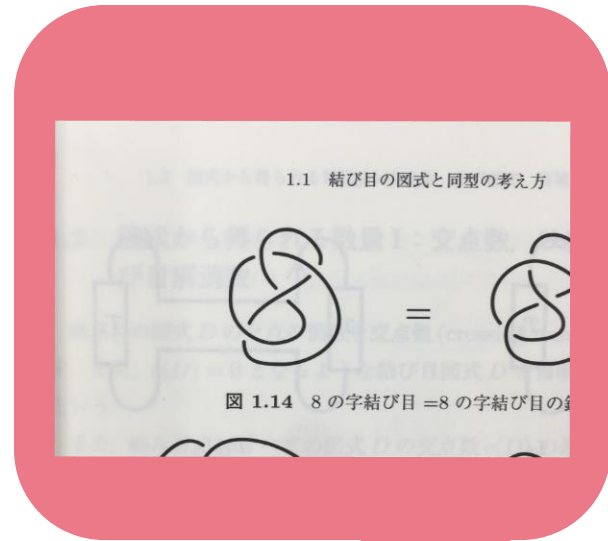 1.1 結び目の図式と同型の考え方
=
図 1.14 8 の字結び目 =8 の字結び目の